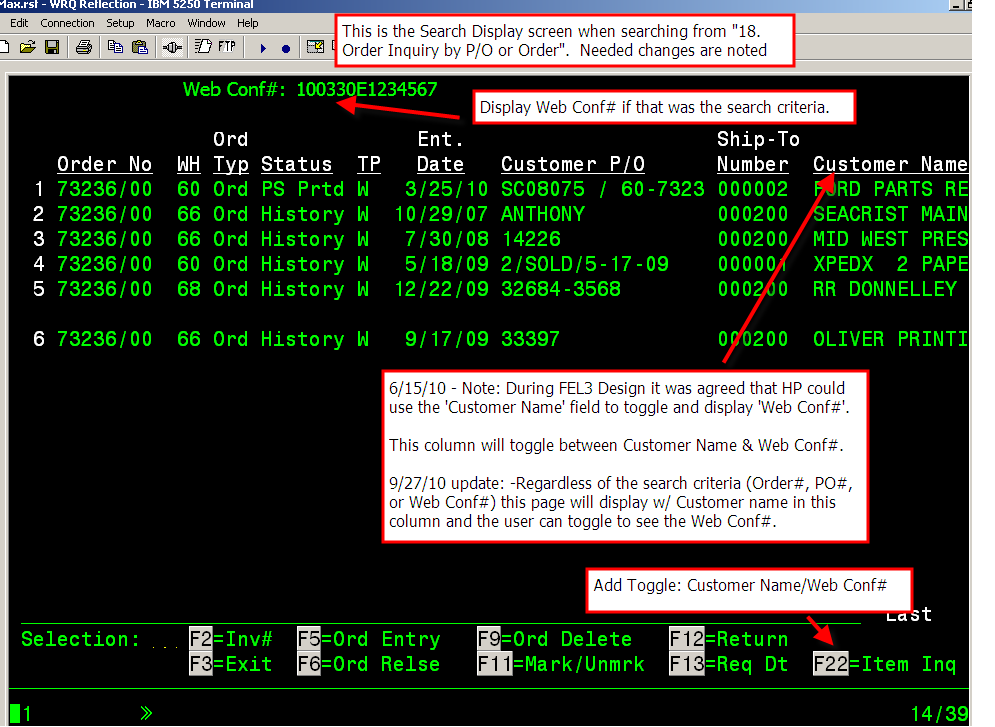 Max.rsf - WRQ Reflection - IBM 5250 Terminal
Edit Connection Setup Macro Window Help
FTP
This is the Search Display screen when searching from "18.
Order Inquiry by P/O or Order". Needed changes are noted
Web Conf#: 100330E1234567
Display Web Conf# if that was the search criteria.
Ord Ent. Ship-To
Order No WH Typ Status TP Date Customer P/O Number Customer Name
1 73236/00 60 Ord PS Prtd W 3/25/10 SC08075 / 60-7323 000002 FORD PARTS RE
2 73236/00 66 Ord History W 10/29/07 ANTHONY 000200 SEACRIST MAIN
3 73236/00 66 Ord History W 7/30/08 14226 000200 MID WEST PRES
4 73236/00 60 Ord History W 5/18/09 2/SOLD/5-17-09 000001 XPEDX 2 PAPE
5 73236/00 68 Ord History W 12/22/09 32684-3568 000200 RR DONNELLEY
6 73236/00 66 Ord History W 9/17/09 33397 000200 OLIVER PRINTI
6/15/10 - Note: During FEL3 Design it was agreed that HP could
use the 'Customer Name' field to toggle and display 'Web Conf#'.
This column will toggle between Customer Name & Web Conf#.
9/27/10 update: -Regardless of the search criteria (Order#, PO#,
or Web Conf#) this page will display w/ Customer name in this
column and the user can toggle to see the Web Conf#.
Add Toggle: Customer Name/Web Conf#
Last
Selection: ... F2=Inv# F5=Ord Entry F9=Ord Delete F12=Return
F3=Exit F6=Ord Relse F11=Mark/Unmrk F13=Req Dt F22=Item Inq
1 » 14/39